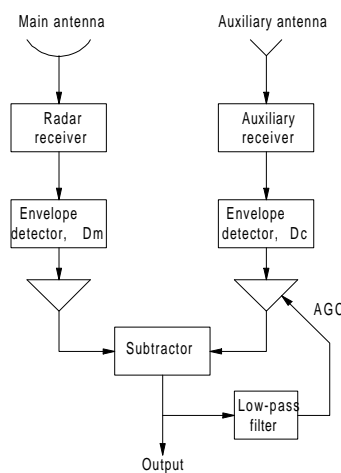 Main antenna
Auxiliary antenna
Radar
receiver
Auxiliary
receiver
Envelope
detector, Dm
Envelope
detector, Dc
AGC
Subtractor
Low-pass
filter
Output